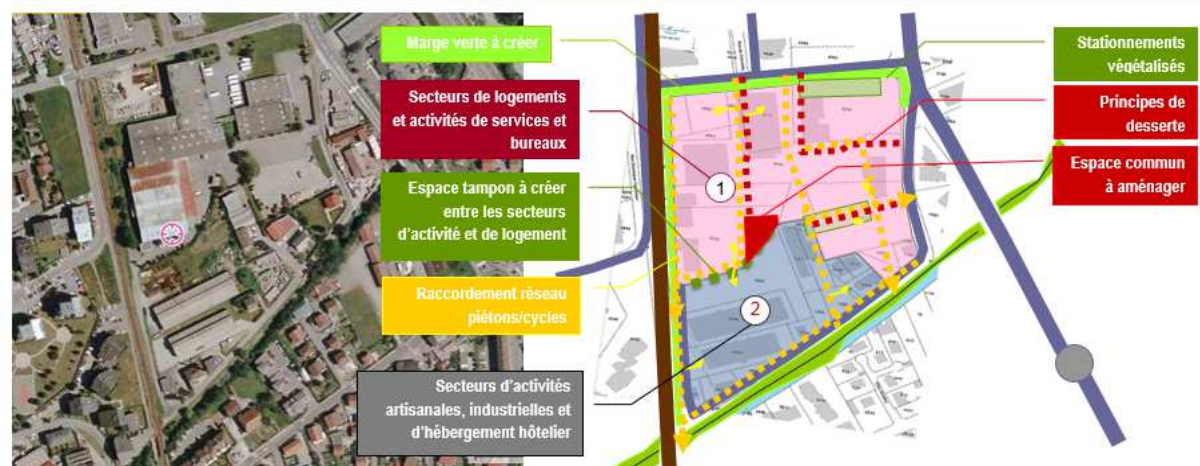 Marge verte à créer
Secteurs de logements
et activités de services et
bureaux
Espace tampon à créer
entre les secteurs
d'activité et de logement
Raccordement réseau
piétons/cycles
Secteurs d'activités
artisanales, industrielles et
d'hébergement hôtelier
1
2
Stationnements
végétalisés
Principes de
desserte
Espace commun
à aménager